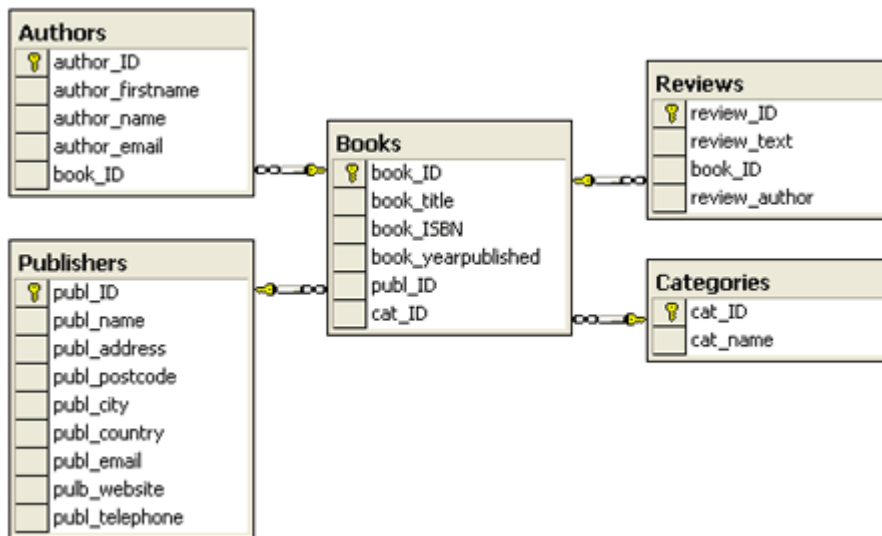 Authors
author_ID
author_firstname
author_name
author_email
book_ID
Publishers
publ_ID
publ_name
publ_address
publ_postcode
publ_city
publ_country
publ_email
pulb_website
publ_telephone
Books
book_ID
book_title
book_ISBN
book_yearpublished
publ_ID
cat_ID
Reviews
review_ID
review_text
book_ID
review_author
Categories
cat_ID
cat_name